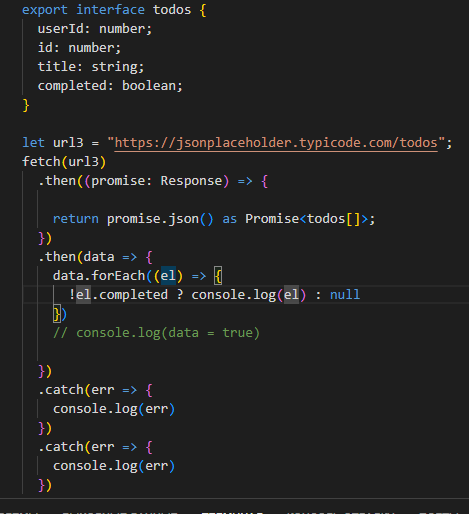 export interface todos {
  userId: number;
  id: number;
  title: string;
  completed: boolean;
}
let url3 = "https://jsonplaceholder.typicode.com/todos";
fetch(url3)
  .then((promise: Response) => {
    return promise.json() as Promise<todos[]>;
  })
  .then(data => {
    data.forEach((el) => {
      !el.completed ? console.log(el) : null
    })
    // console.log(data = true)
  })
  .catch(err => {
    console.log(err)
  })
  .catch(err => {
    console.log(err)
  })